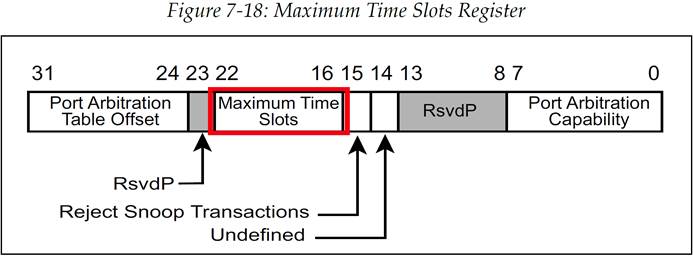 Figure 7-18: Maximum Time Slots Register
31 24 23 22 16 15 14 13 8 7 0
Port Arbitration
Table Offset
Maximum Time
Slots
RsvdP
Port Arbitration
Capability
RsvdP
Reject Snoop Transactions
Undefined